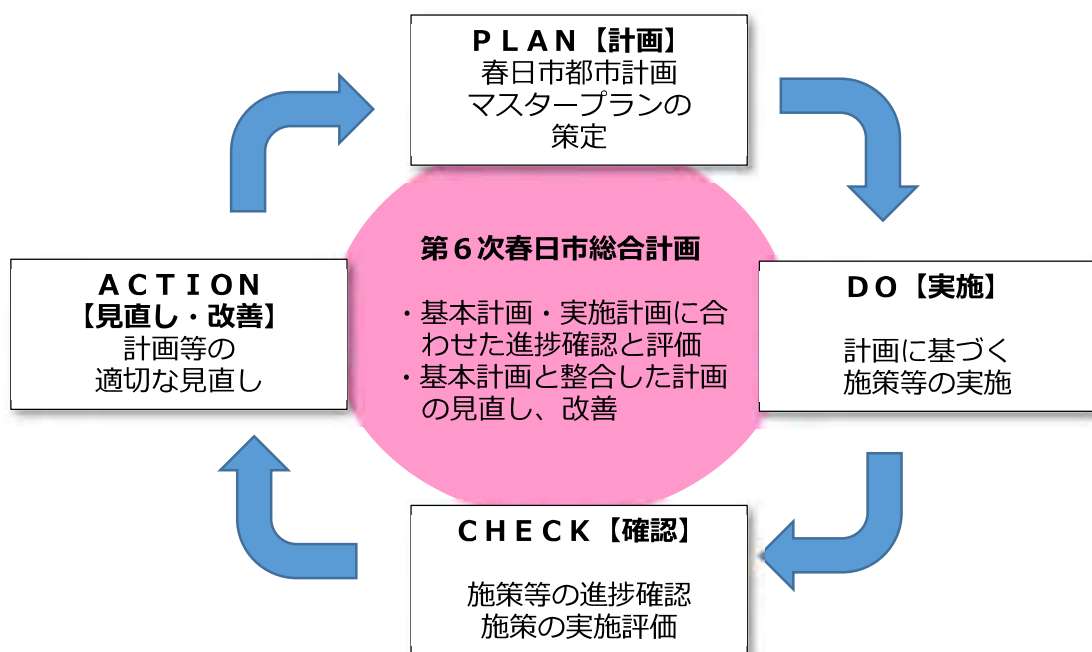 ＰＬＡＮ【計画】
春日市都市計画
マスタープランの
策定
ＤＯ【実施】
計画に基づく
施策等の実施
ＣＨＥＣＫ【確認】
施策等の進捗確認
施策の実施評価
ＡＣＴＩＯＮ
【見直し・改善】
計画等の
適切な見直し
第６次春日市総合計画
・基本計画・実施計画に合
わせた進捗確認と評価
・基本計画と整合した計画
の見直し、改善